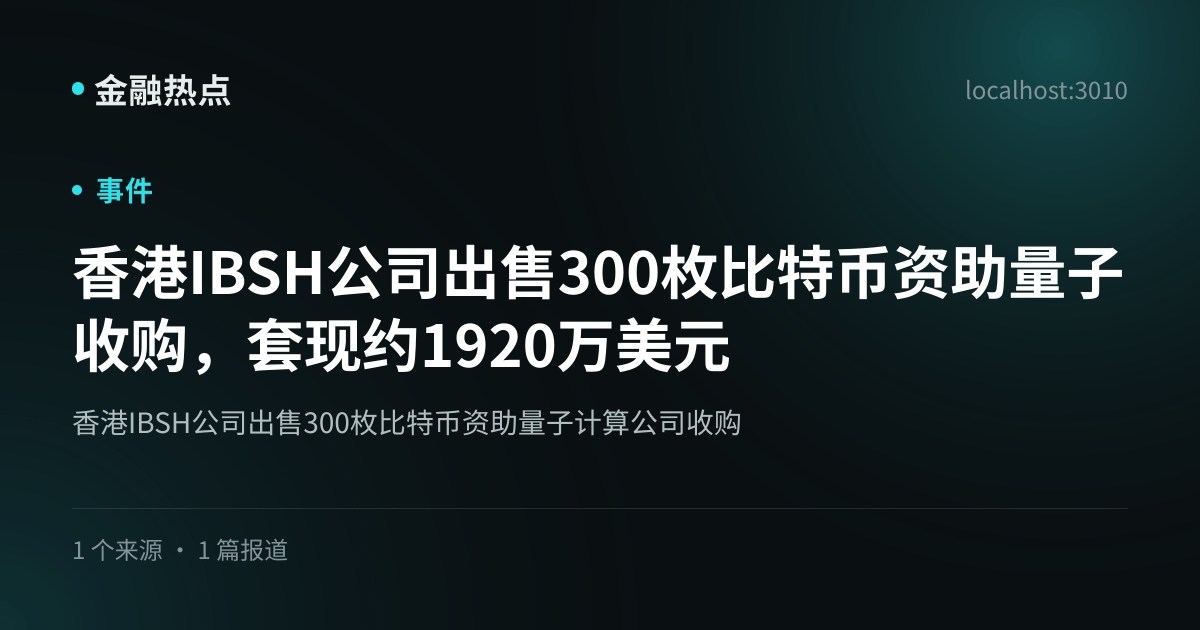 金融热点
localhost:3010
事件
香港IBSH公司出售300枚比特币资助量子
收购，套现约1920万美元
香港IBSH公司出售300枚比特币资助量子计算公司收购
1 个来源 · 1 篇报道